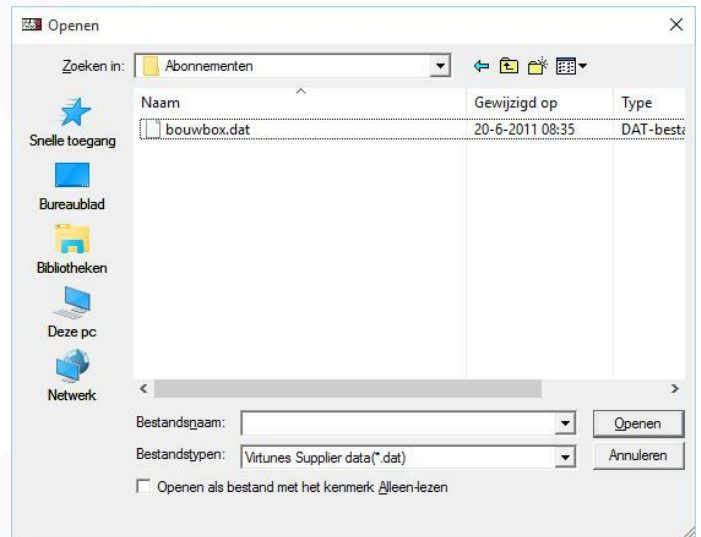 Openen
Zoeken in: Abonnementen
Naam Gewijzigd op Type
bouwbox.dat 20-6-2011 08:35 DAT-besta
Snelle toegang
Bureaublad
Bibliotheken
Deze pc
Netwerk
Bestandsnaam: Openen
Bestandstypen: Virtunes Supplier data(*.dat) Annuleren
Openen als bestand met het kenmerk Alleen-lezen